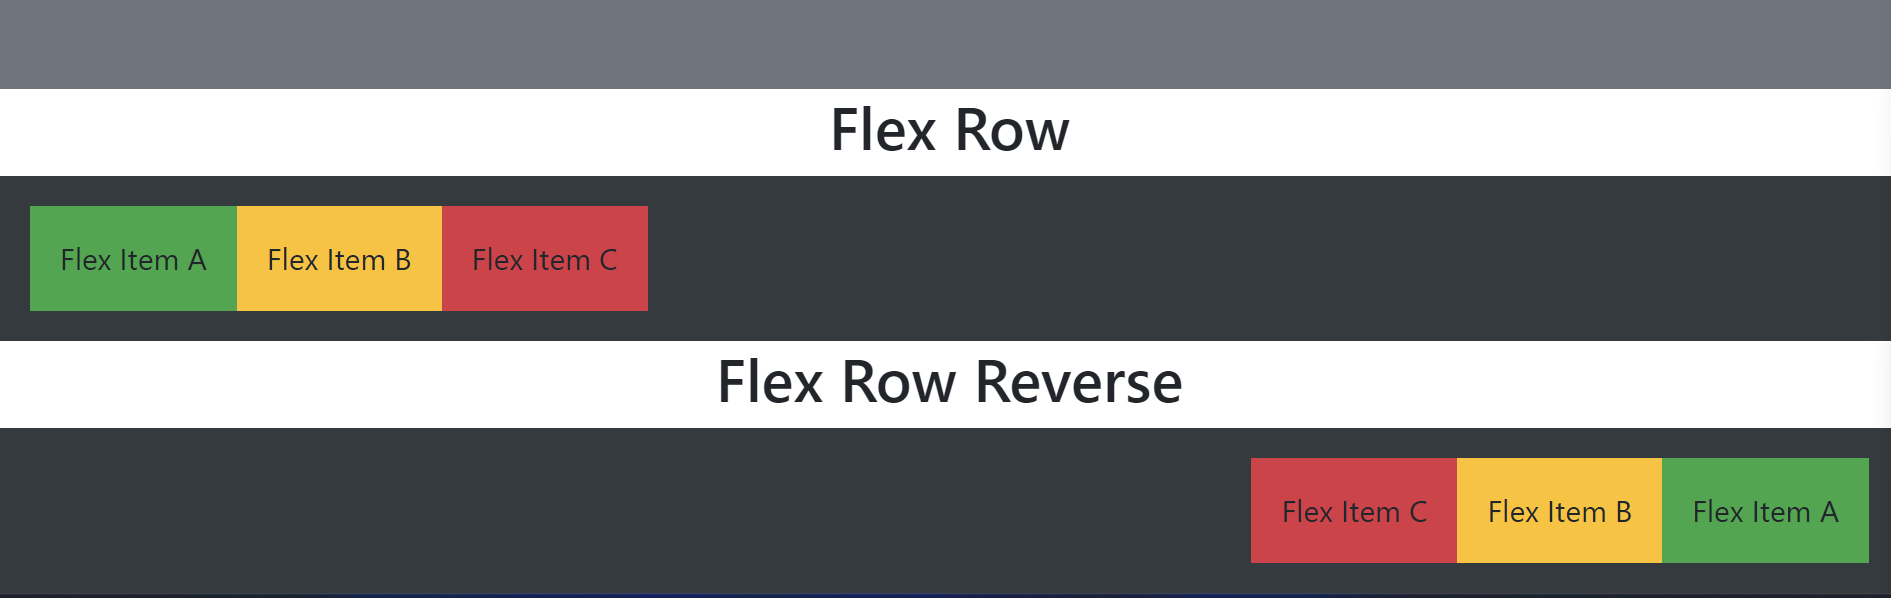 Flex Row
Flex Item A Flex Item B Flex Item C
Flex Row Reverse
Flex Item C Flex Item B Flex Item A